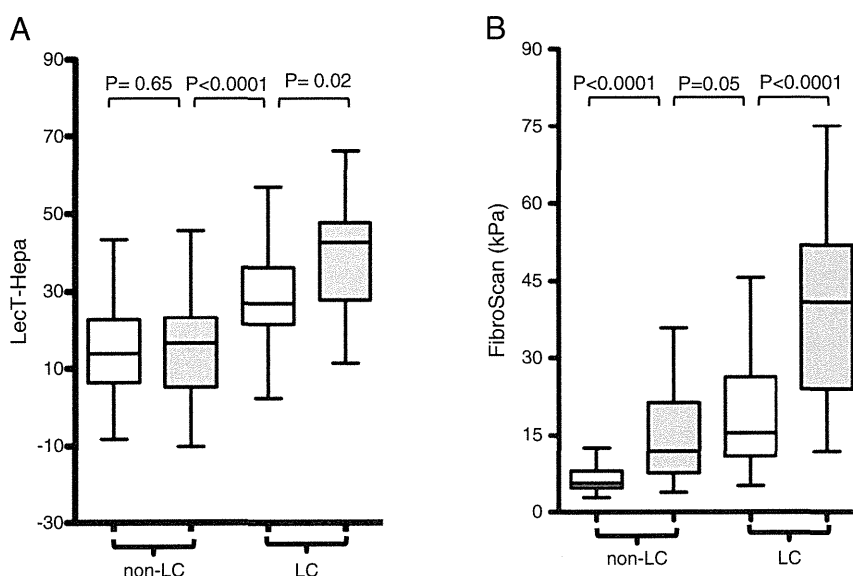 A
90
70
50
30
10
-10
-30
LecT-Hepa
P= 0.65 P<0.0001 P= 0.02
non-LC LC
B
90
75
60
45
30
15
0
FibroScan (kPa)
P<0.0001 P=0.05 P<0.0001
non-LC LC